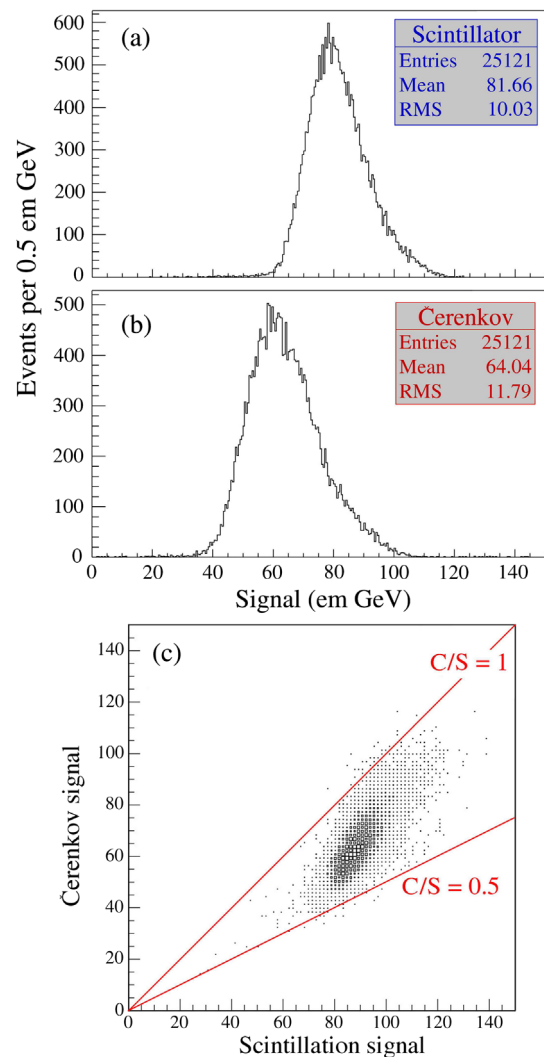 (a)
Scintillator
Entries 25121
Mean 81.66
RMS 10.03
600
500
400
300
200
100
0
Events per 0.5 em GeV
(b)
Čerenkov
Entries 25121
Mean 64.04
RMS 11.79
500
400
300
200
100
0
0 20 40 60 80 100 120 140
Signal (em GeV)
(c)
C/S = 1
C/S = 0.5
140
120
100
80
60
40
20
0
Čerenkov signal
0 20 40 60 80 100 120 140
Scintillation signal